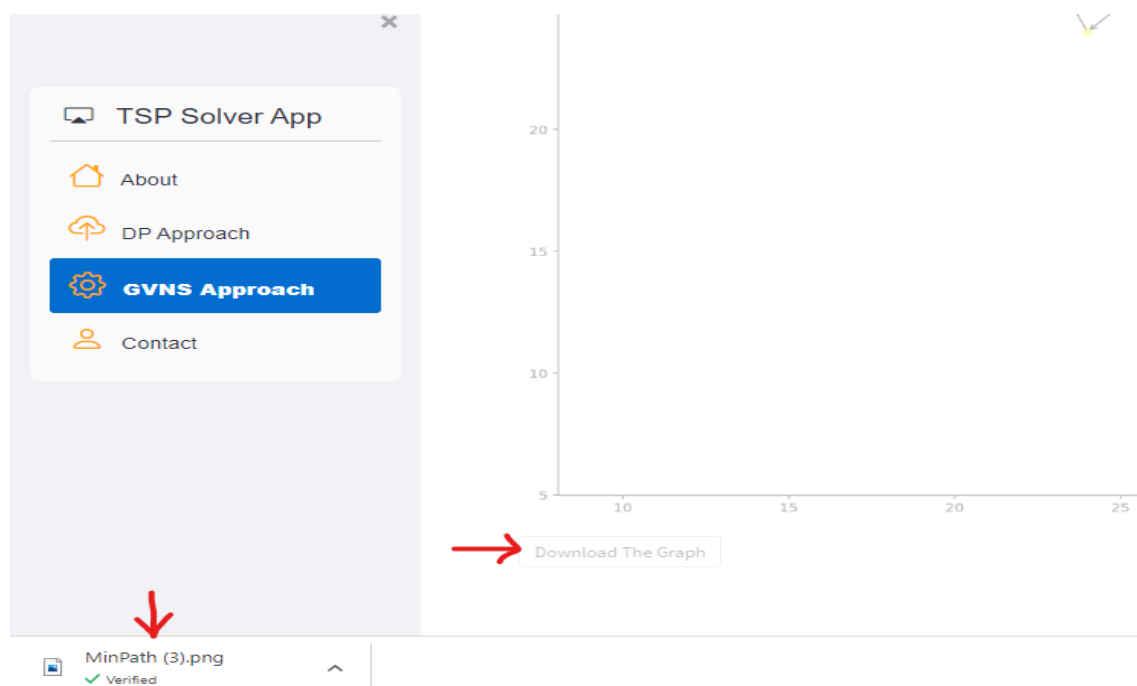 ×
TSP Solver App
About
DP Approach
GVNS Approach
Contact
20
15
10
5
10 15 20 25
Download The Graph
MinPath (3).png
Verified